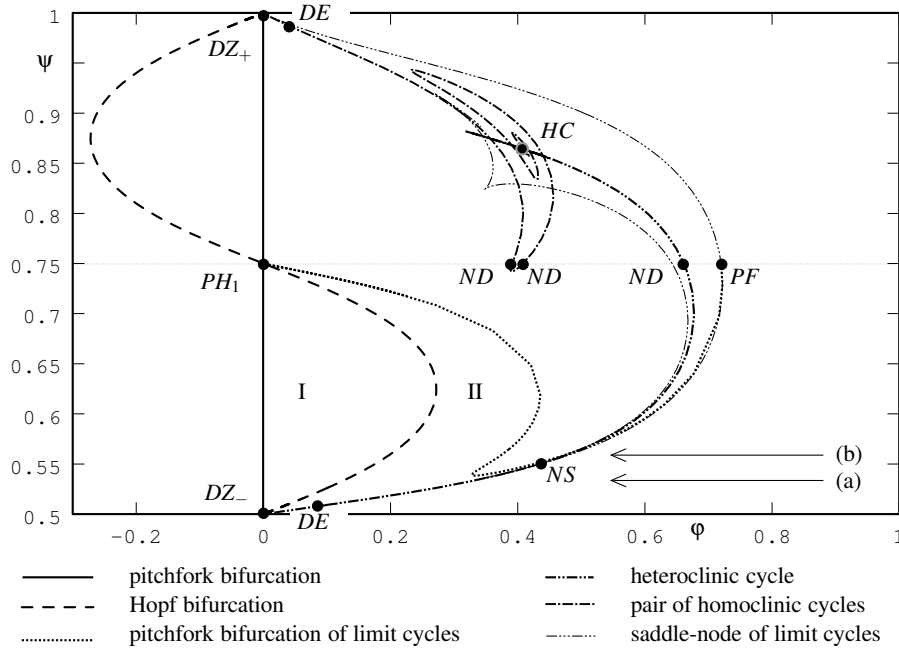 1
DE
ψ
DZ+
0.9
HC
0.85
0.8
0.75
PH1
ND
ND
ND
PF
0.7
0.65
I
II
0.6
(b)
0.55
NS
(a)
DZ−
0.5
DE
-0.2
0
0.2
0.4
0.6
φ
0.8
1
pitchfork bifurcation
heteroclinic cycle
Hopf bifurcation
pair of homoclinic cycles
pitchfork bifurcation of limit cycles
saddle-node of limit cycles